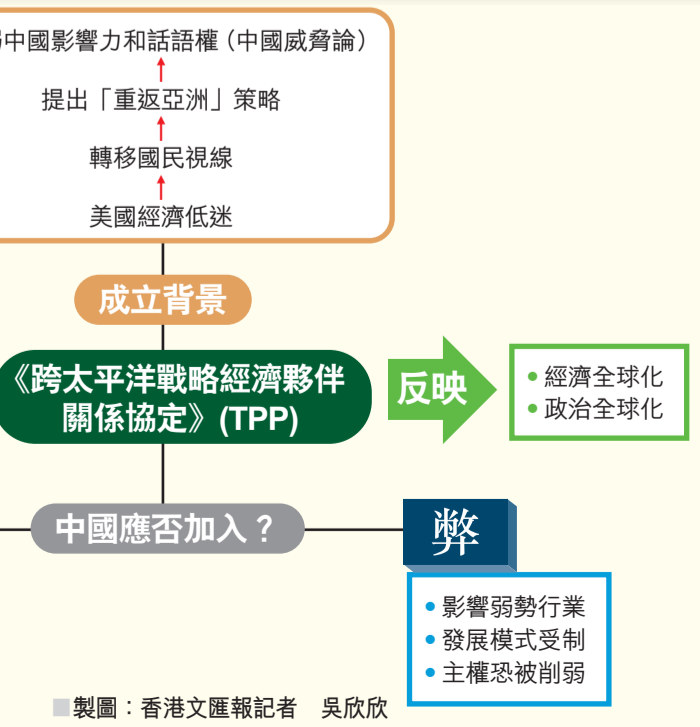 中國影響力和話語權（中國威脅論）
提出「重返亞洲」策略
轉移國民視線
美國經濟低迷
成立背景
《跨太平洋戰略經濟夥伴
關係協定》(TPP)
反映
• 經濟全球化
• 政治全球化
中國應否加入？
弊
• 影響弱勢行業
• 發展模式受制
• 主權恐被削弱
■製圖：香港文匯報記者　吳欣欣